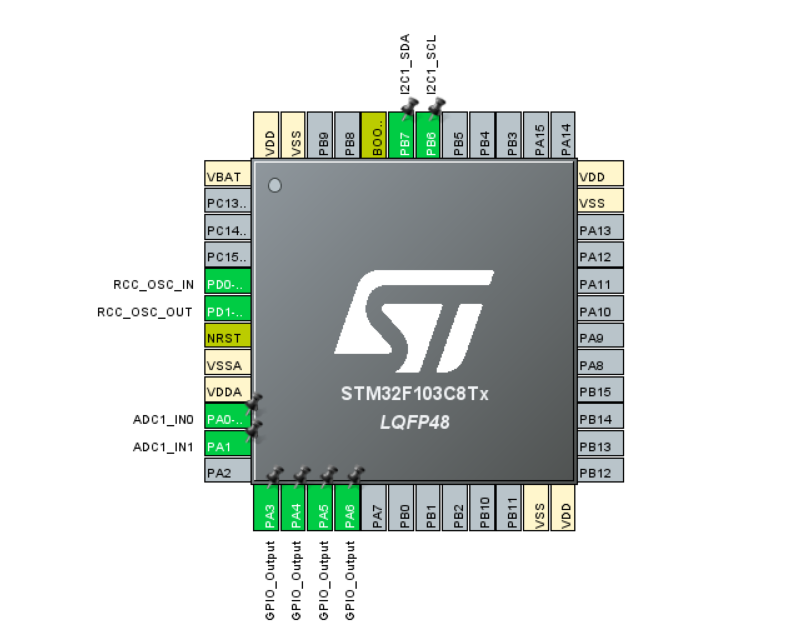 I2C1_SDA
I2C1_SCL
VDD
VSS
PB9
PB8
BOO..
PB7
PB6
PB5
PB4
PB3
PA15
PA14
VBAT
PC13..
PC14..
PC15..
RCC_OSC_IN PD0-..
RCC_OSC_OUT PD1-..
NRST
VSSA
VDDA
ADC1_IN0 PA0-..
ADC1_IN1 PA1
PA2
STM32F103C8Tx
LQFP48
VDD
VSS
PA13
PA12
PA11
PA10
PA9
PA8
PB15
PB14
PB13
PB12
PA3
PA4
PA5
PA6
PA7
PB0
PB1
PB2
PB10
PB11
VSS
VDD
GPIO_Output
GPIO_Output
GPIO_Output
GPIO_Output